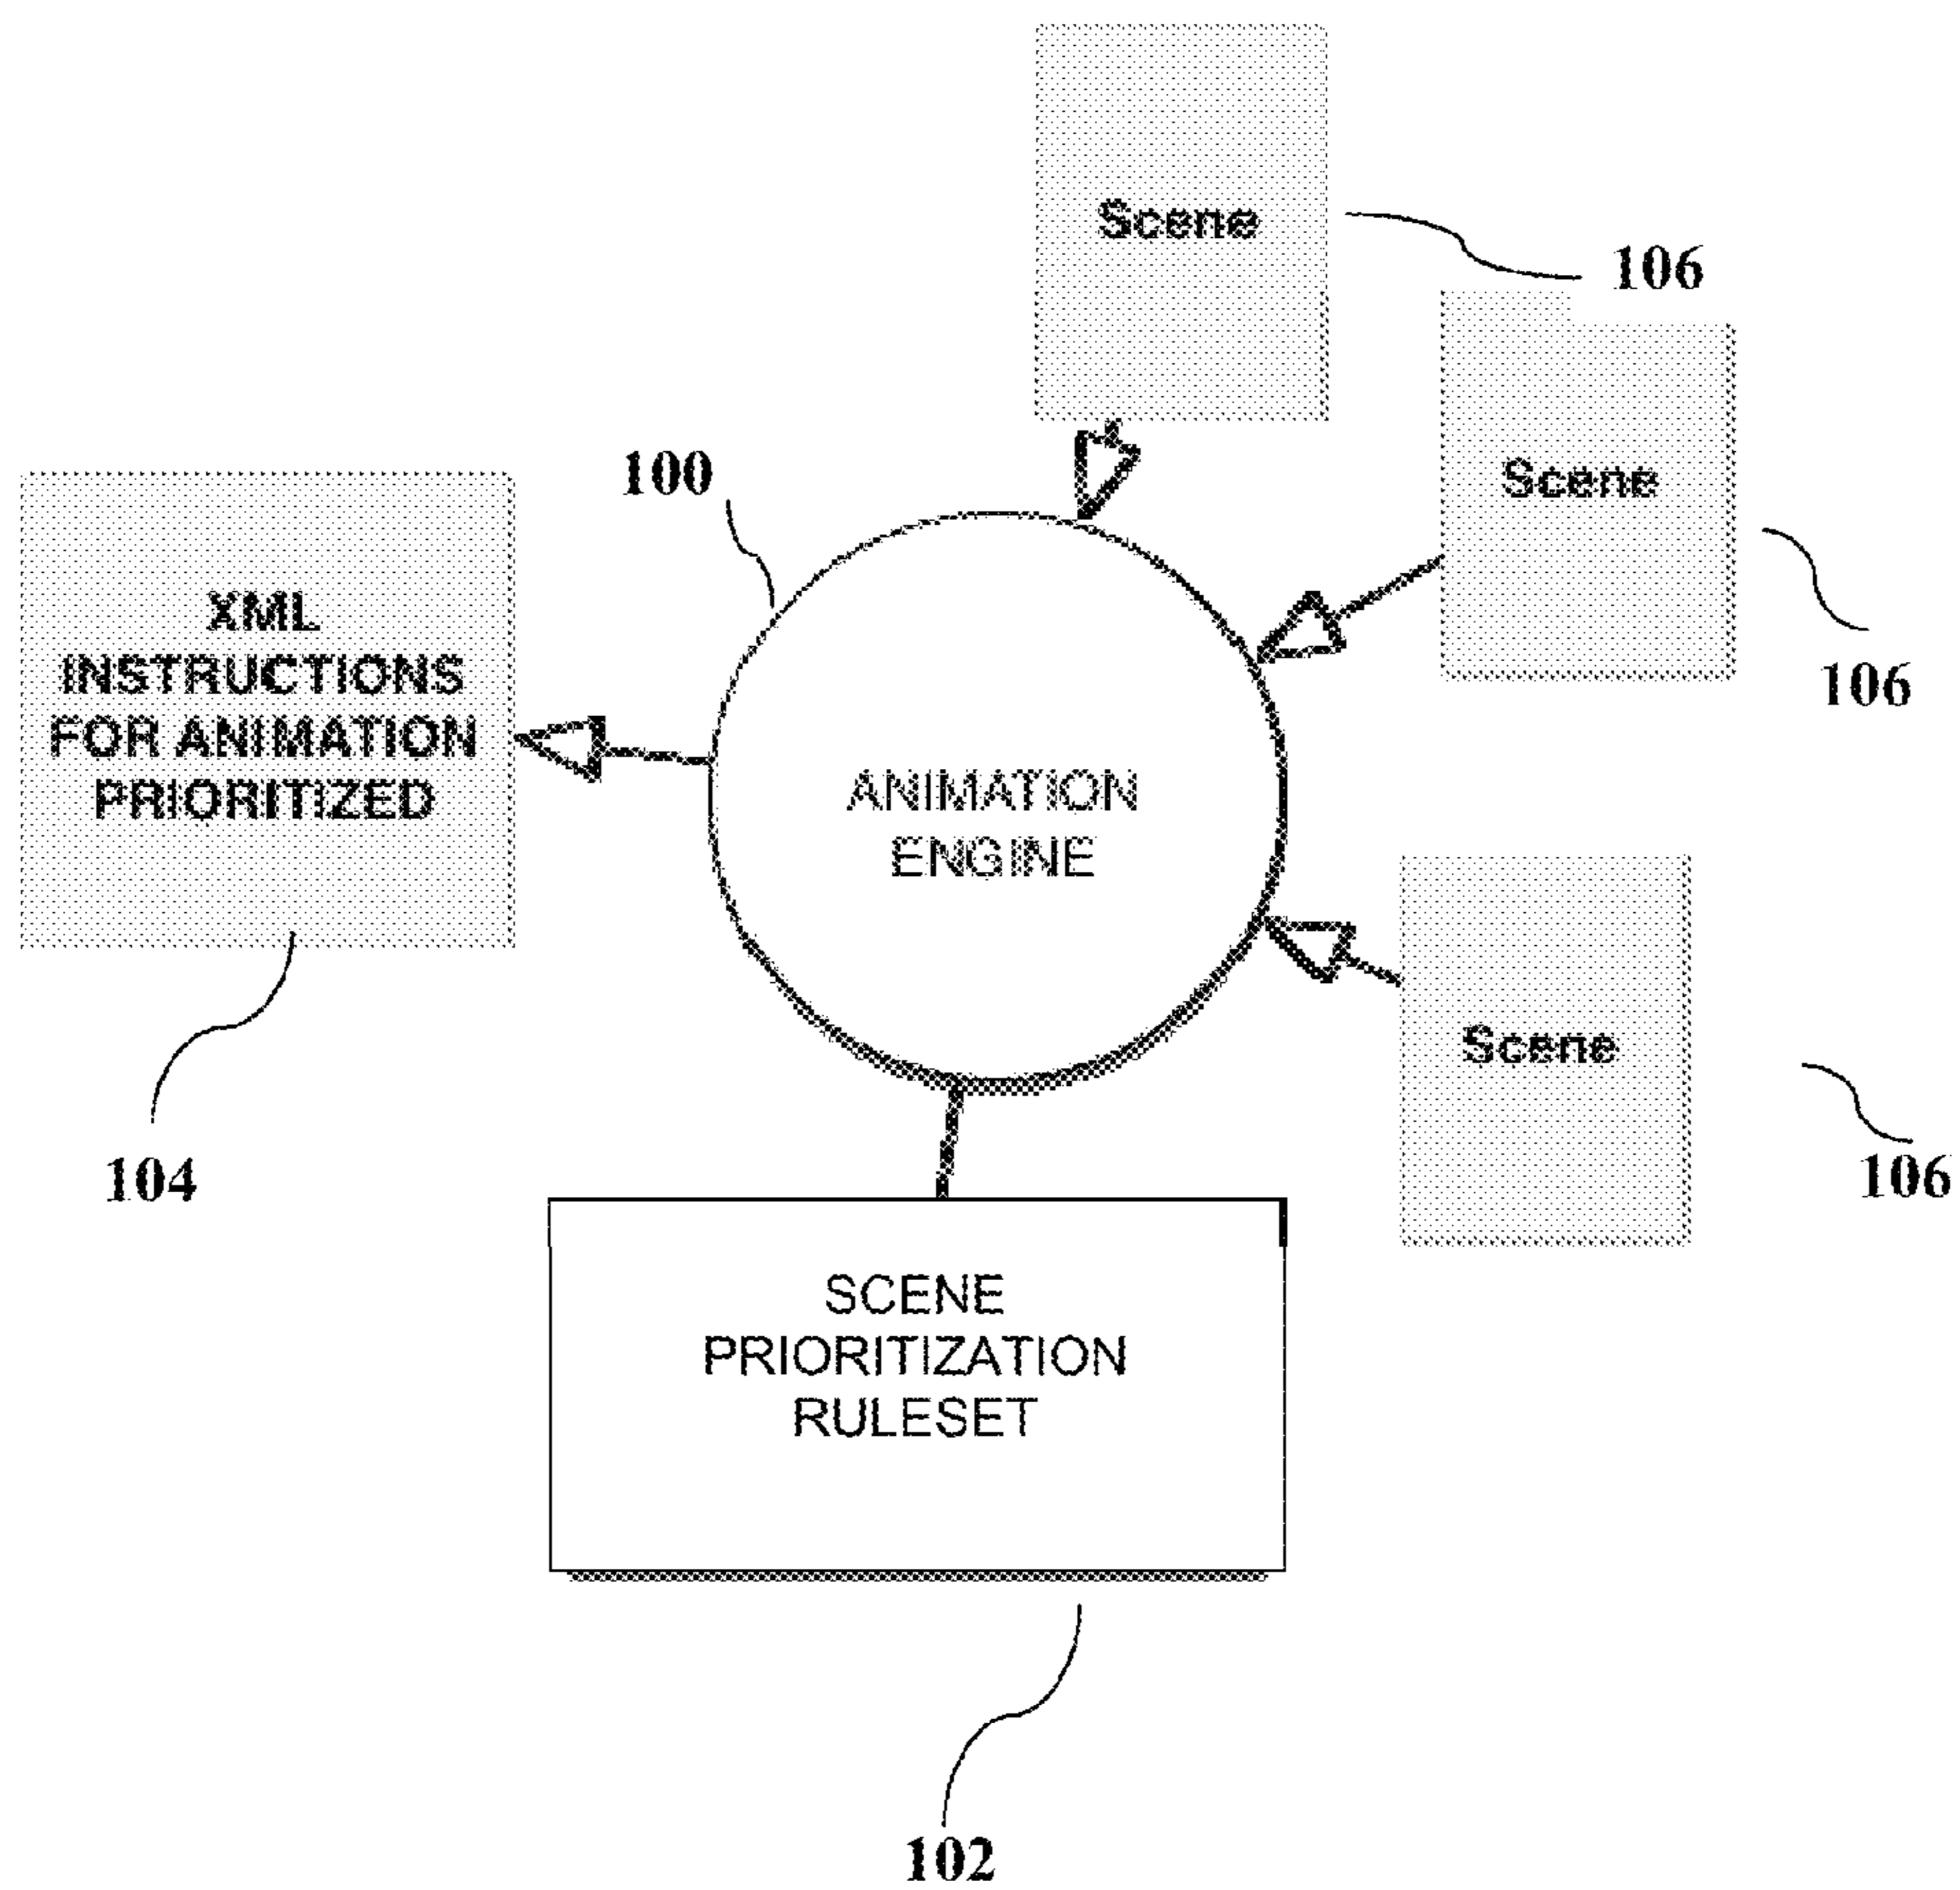 Scene
106
Scene
106
100
XML
INSTRUCTIONS
FOR ANIMATION
PRIORITIZED
104
ANIMATION
ENGINE
Scene
106
SCENE
PRIORITIZATION
RULESET
102